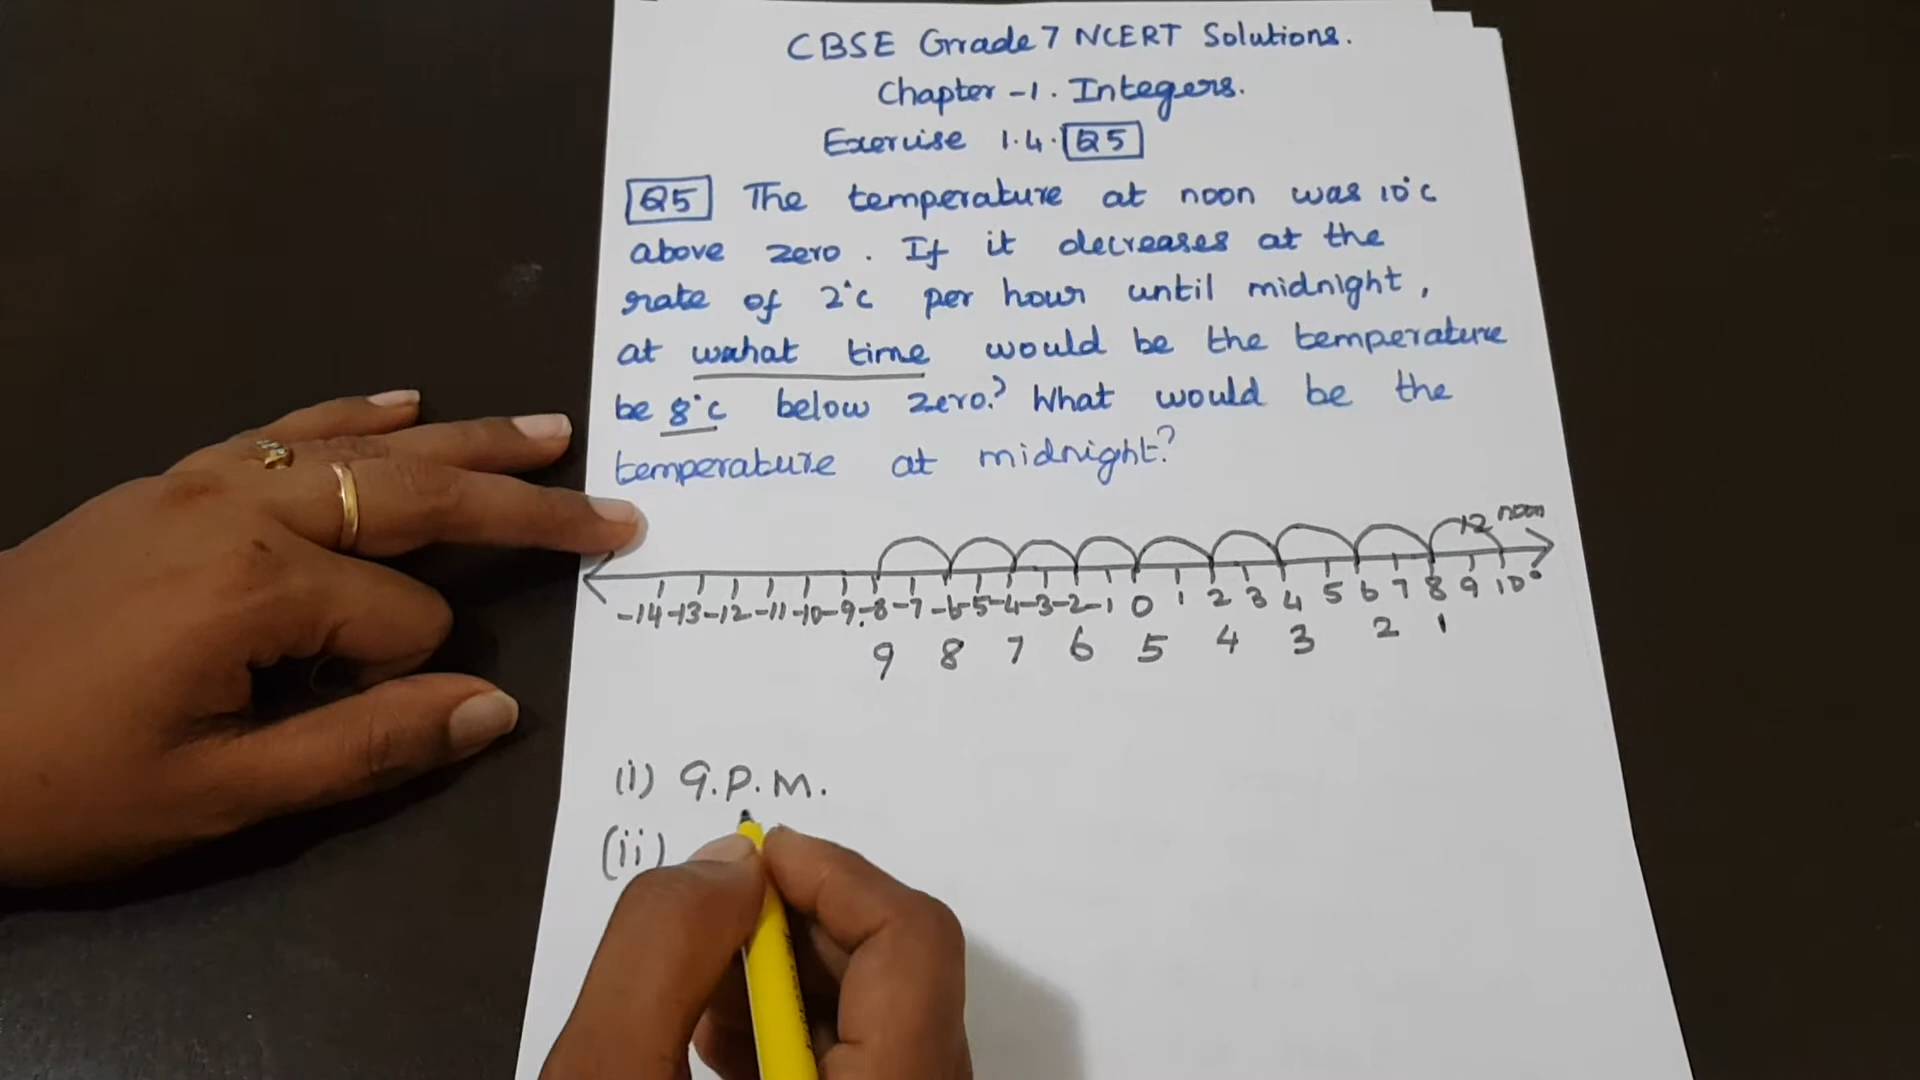 CBSE Grade 7 NCERT Solutions.
Chapter -1. Integers.
Exercise 1.4. Q5
Q5 The temperature at noon was 10°C
above zero. If it decreases at the
rate of 2°C per hour until midnight,
at what time would be the temperature
be 8°C below zero? What would be the
temperature at midnight?
12 noon
-14 -13 -12 -11 -10 -9 -8 -7 -6 -5 -4 -3 -2 -1 0 1 2 3 4 5 6 7 8 9 10°
9 8 7 6 5 4 3 2 1
(i) 9.P.M.
(ii)